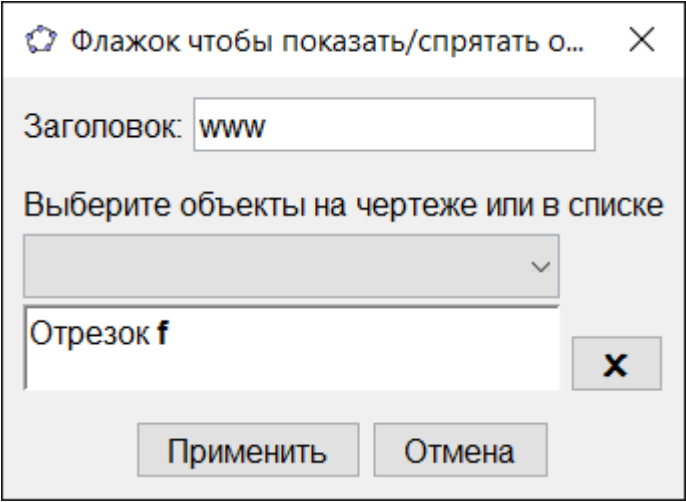 Флажок чтобы показать/спрятать о...
Заголовок: www
Выберите объекты на чертеже или в списке
Отрезок f
x
Применить Отмена